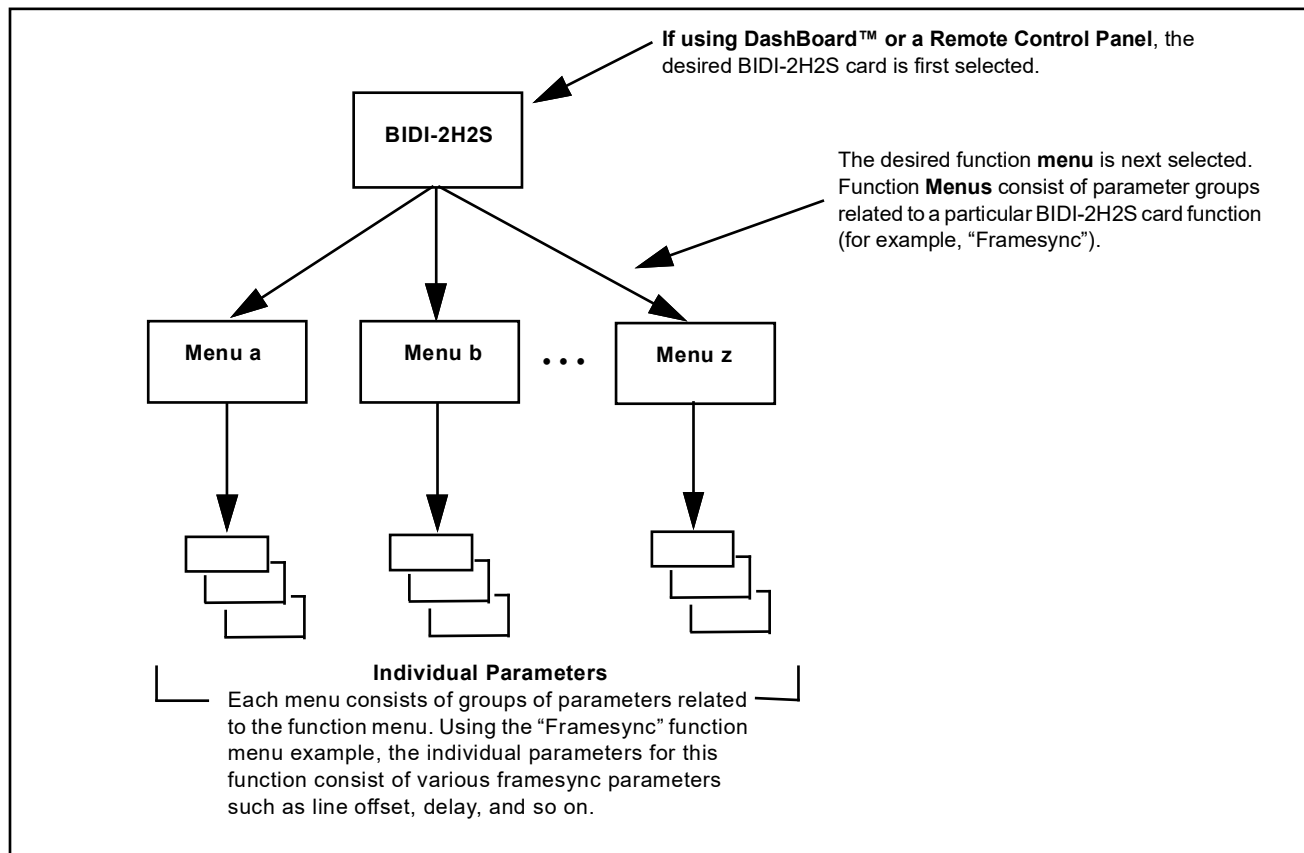 If using DashBoard™ or a Remote Control Panel, the
desired BIDI-2H2S card is first selected.
BIDI-2H2S
The desired function menu is next selected.
Function Menus consist of parameter groups
related to a particular BIDI-2H2S card function
(for example, “Framesync”).
Menu a
Menu b
• • •
Menu z
Individual Parameters
Each menu consists of groups of parameters related
to the function menu. Using the “Framesync” function
menu example, the individual parameters for this
function consist of various framesync parameters
such as line offset, delay, and so on.